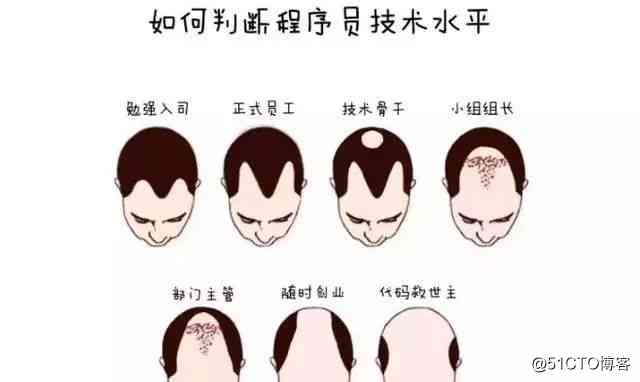 如何判断程序员技术水平
勉强入司 正式员工 技术骨干 小组组长
部门主管 随时创业 代码救世主
@51CTO博客